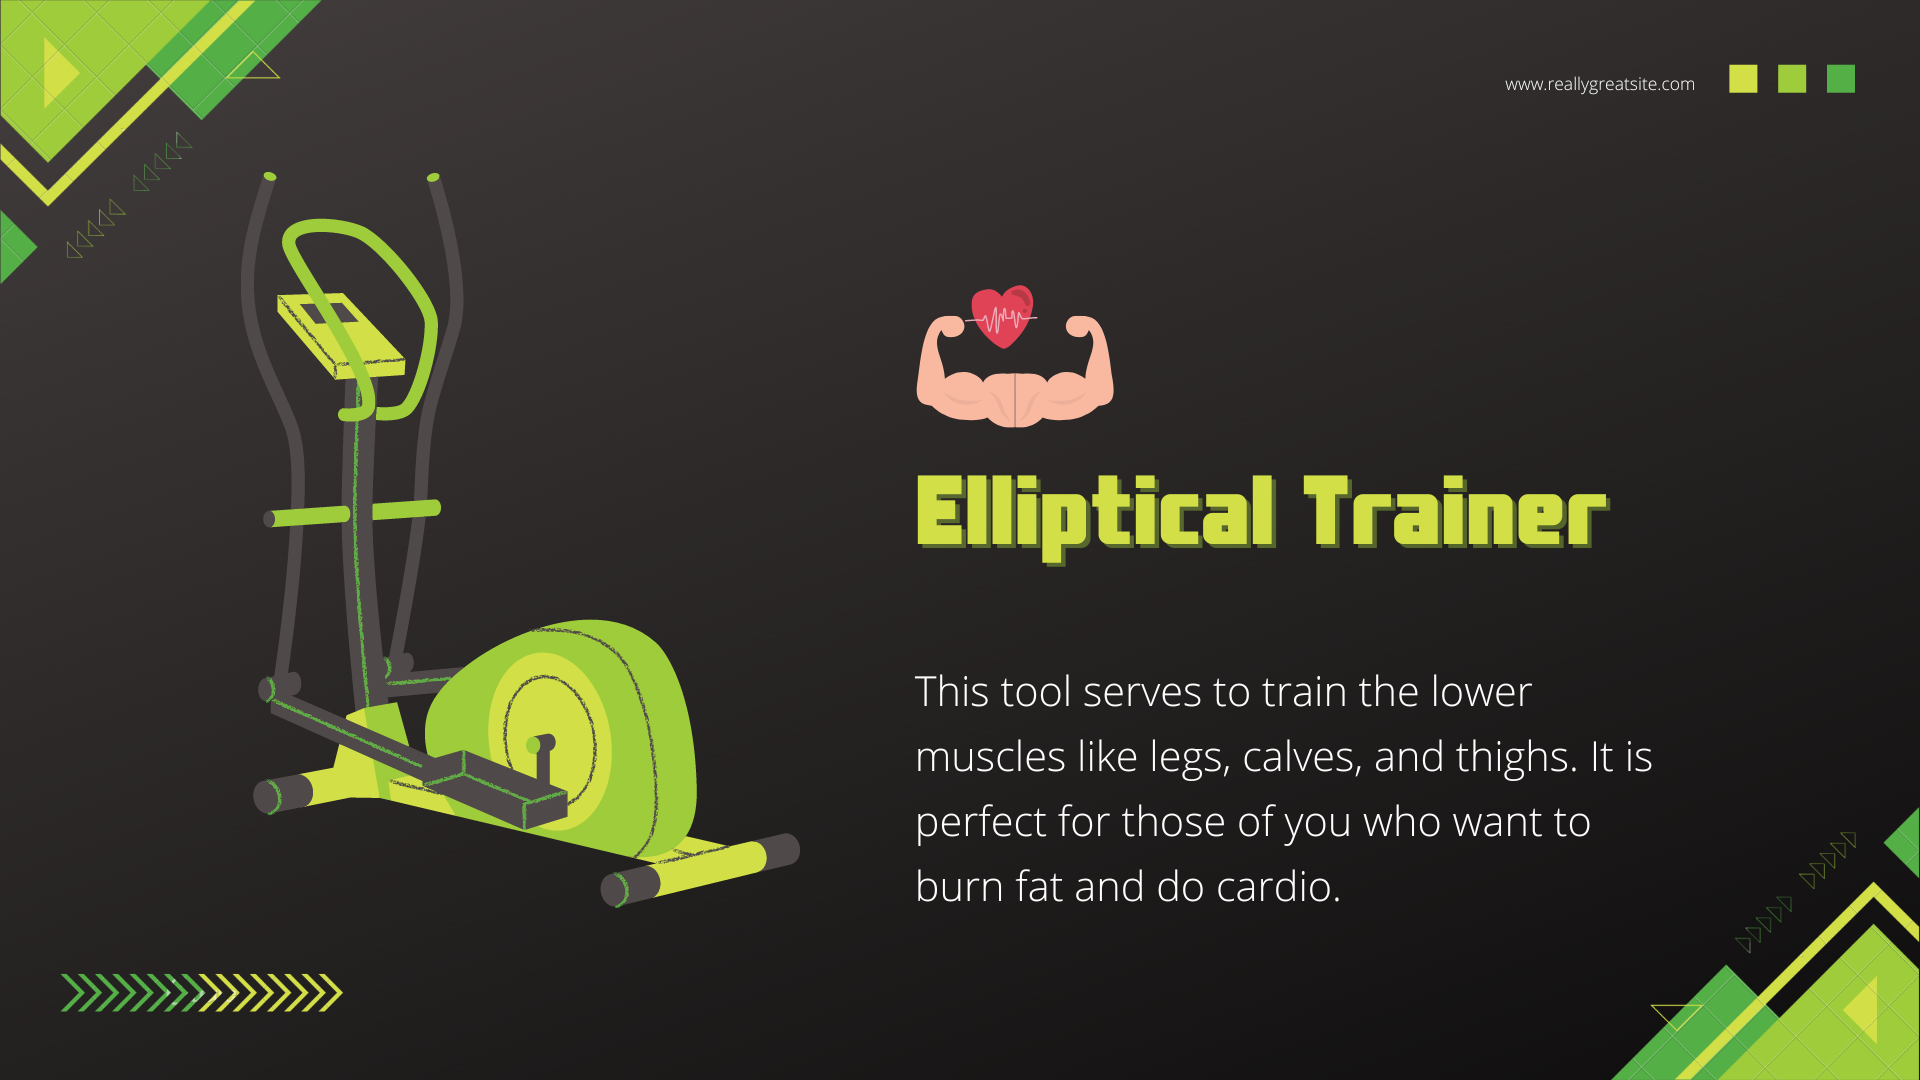 www.reallygreatsite.com
Elliptical Trainer
This tool serves to train the lower
muscles like legs, calves, and thighs. It is
perfect for those of you who want to
burn fat and do cardio.